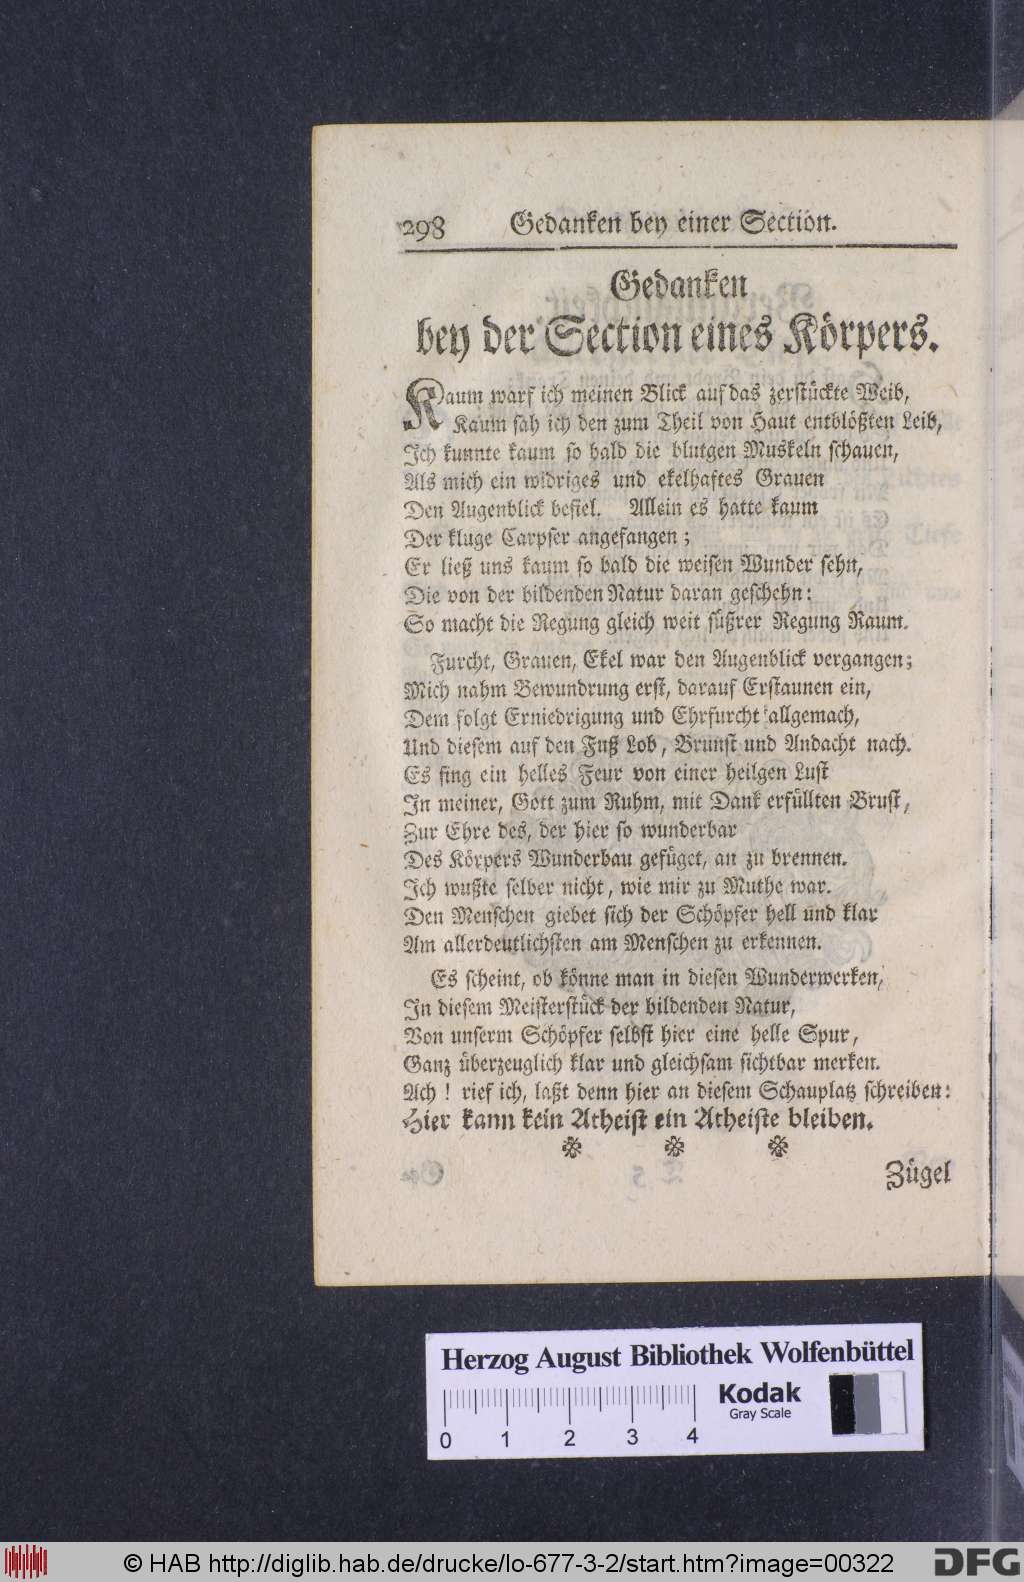 298 Gedanken bey einer Section.
Gedanken
bey der Section eines Körpers.
Kaum warf ich meinen Blick auf das zerstückte Weib,
Kaum sah ich den zum Theil von Haut entblößten Leib,
Ich kunnte kaum so bald die blutgen Muskeln schauen,
Als mich ein widriges und ekelhaftes Grauen
Den Augenblick befiel. Allein es hatte kaum
Der kluge Carpser angefangen;
Er ließ uns kaum so bald die weisen Wunder sehn,
Die von der bildenden Natur daran geschehn:
So macht die Regung gleich weit süßrer Regung Raum.
Furcht, Grauen, Ekel war den Augenblick vergangen;
Mich nahm Bewundrung erst, darauf Erstaunen ein,
Dem folgt Erniedrigung und Ehrfurcht allgemach,
Und diesem auf den Fuß Lob, Brunst und Andacht nach.
Es fing ein helles Feur von einer heilgen Lust
In meiner, Gott zum Ruhm, mit Dank erfüllten Brust,
Zur Ehre des, der hier so wunderbar
Des Körpers Wunderbau gefüget, an zu brennen.
Ich wußte selber nicht, wie mir zu Muthe war.
Den Menschen giebet sich der Schöpfer hell und klar
Am allerdeutlichsten am Menschen zu erkennen.
Es scheint, ob könne man in diesen Wunderwerken,
In diesem Meisterstück der bildenden Natur,
Von unserm Schöpfer selbst hier eine helle Spur,
Ganz überzeuglich klar und gleichsam sichtbar merken.
Ach! rief ich, laßt denn hier an diesem Schauplatz schreiben:
Hier kann kein Atheist ein Atheiste bleiben.
* * *
Zügel
Herzog August Bibliothek Wolfenbüttel
Kodak
Gray Scale
0 1 2 3 4
© HAB http://diglib.hab.de/drucke/lo-677-3-2/start.htm?image=00322
DFG